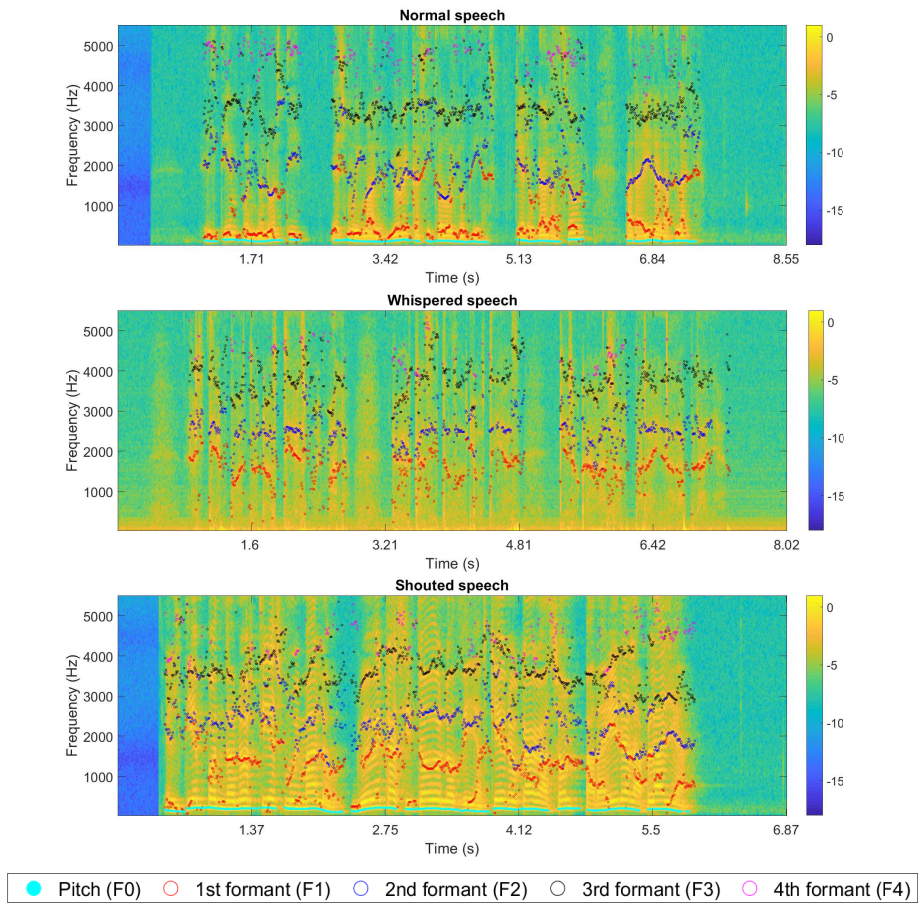 Normal speech
5000
4000
3000
2000
1000
Frequency (Hz)
1.71 3.42 5.13 6.84 8.55
Time (s)
0
-5
-10
-15
Whispered speech
5000
4000
3000
2000
1000
Frequency (Hz)
1.6 3.21 4.81 6.42 8.02
Time (s)
0
-5
-10
-15
Shouted speech
5000
4000
3000
2000
1000
Frequency (Hz)
1.37 2.75 4.12 5.5 6.87
Time (s)
0
-5
-10
-15
Pitch (F0) 1st formant (F1) 2nd formant (F2) 3rd formant (F3) 4th formant (F4)